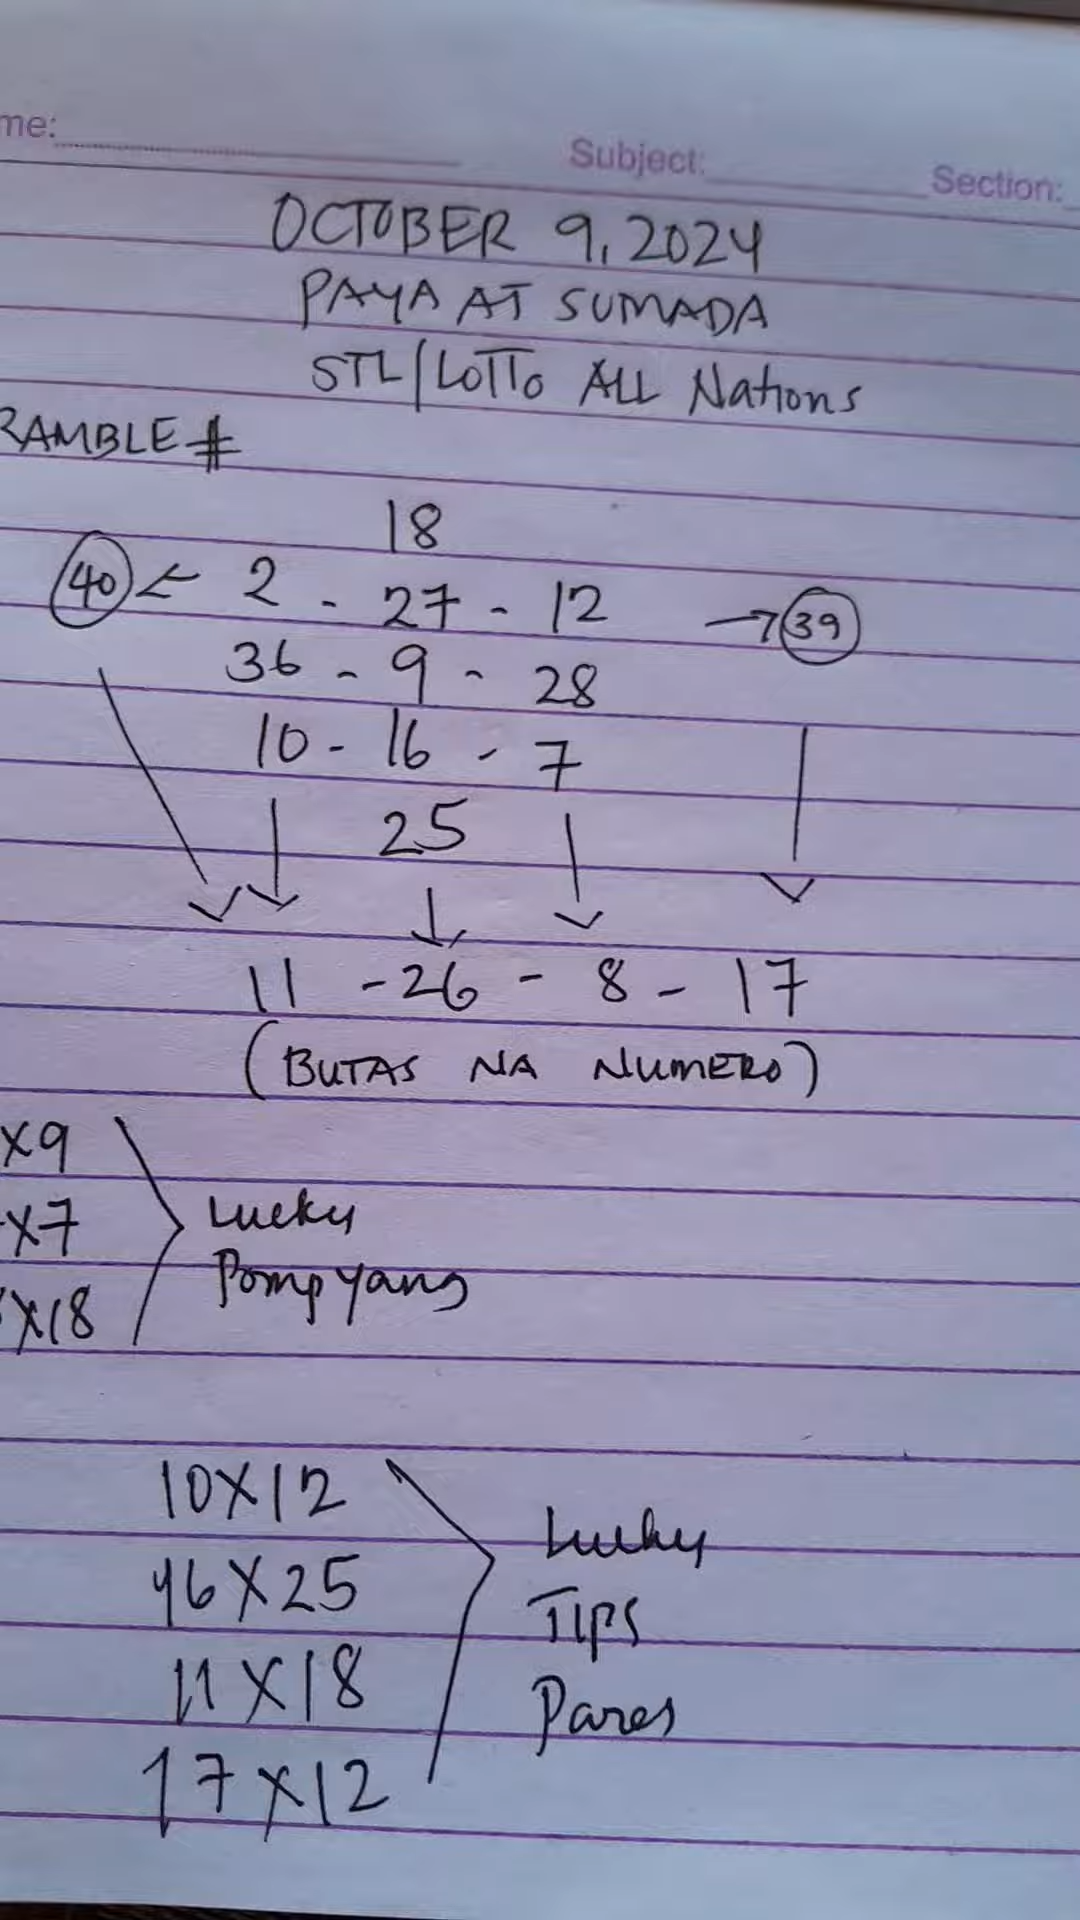 me:
Subject:
Section:
OCTOBER 9, 2024
PAYA AT SUMADA
STL/LOTTO ALL Nations
RAMBLE #
18
40 ← 2 - 27 - 12 → 39
36 - 9 - 28
10 - 16 - 7
25
11 - 26 - 8 - 17
(BUTAS NA NUMERO)
X9
X7
X18
Lucky
Pompyang
10X12
16X25
11X18
17X12
Lucky
TIPS
Pares